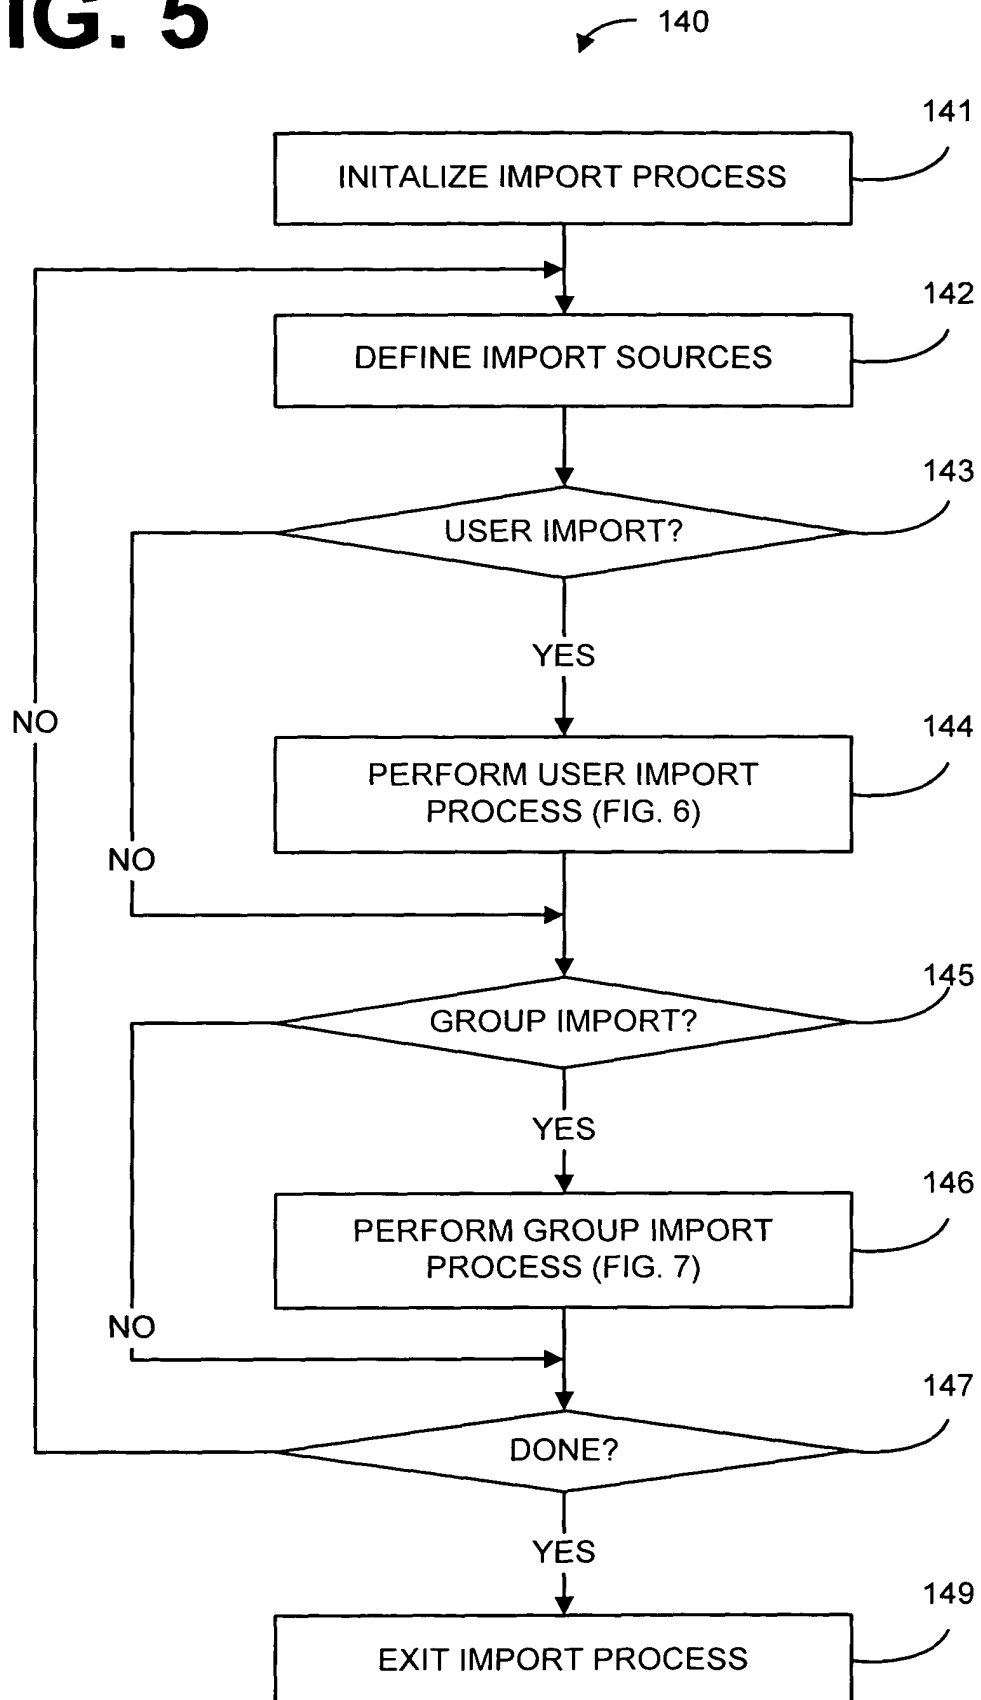 IG. 5
140
141
INITALIZE IMPORT PROCESS
142
DEFINE IMPORT SOURCES
143
USER IMPORT?
YES
NO
144
PERFORM USER IMPORT
PROCESS (FIG. 6)
NO
145
GROUP IMPORT?
YES
146
PERFORM GROUP IMPORT
PROCESS (FIG. 7)
NO
147
DONE?
YES
149
EXIT IMPORT PROCESS